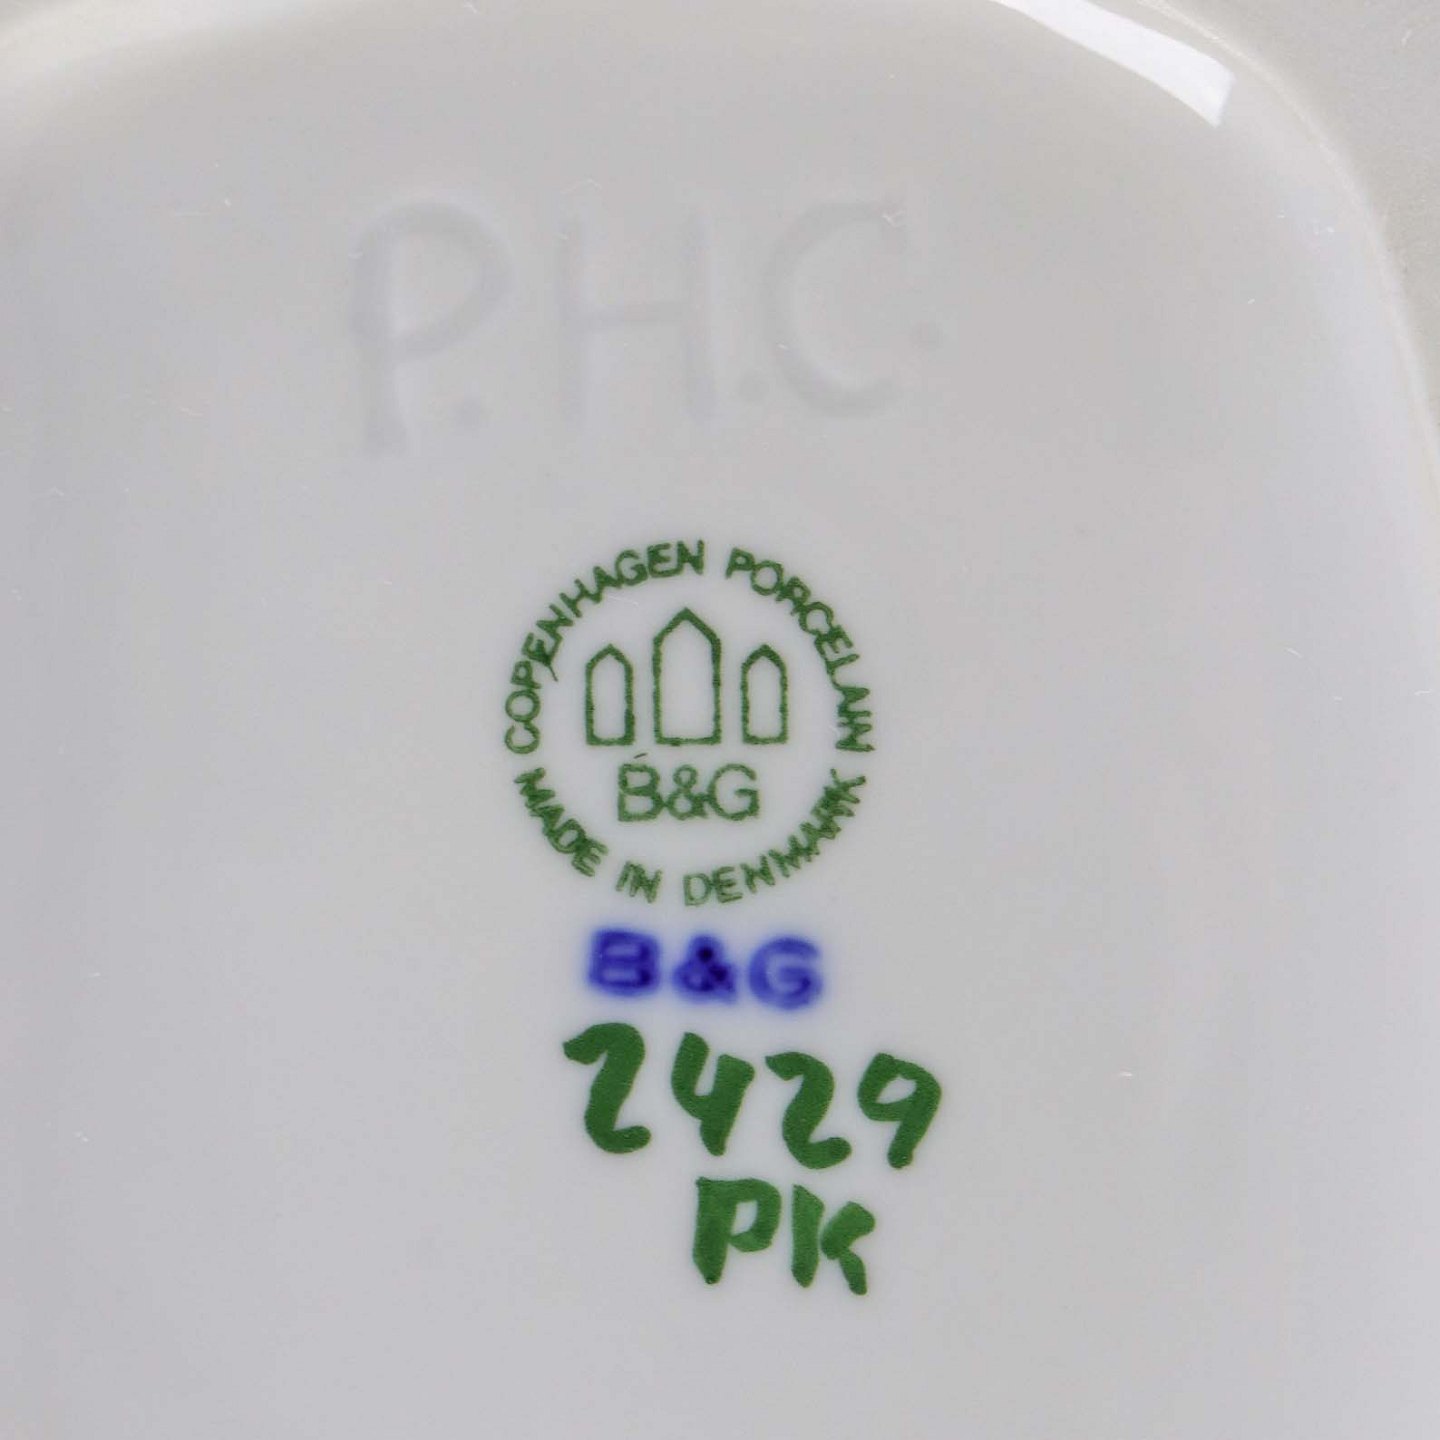 P.H.C.
COPENHAGEN PORCELAIN
B&G
MADE IN DENMARK
B&G
2429
PK